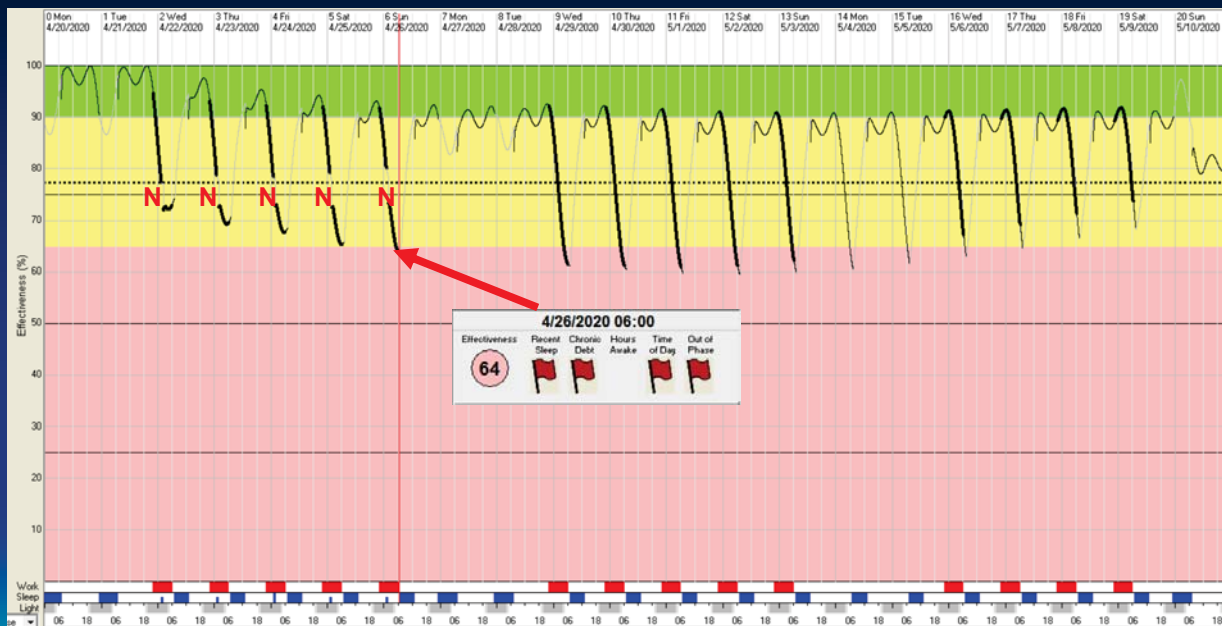 0 Mon 1 Tue 2 Wed 3 Thu 4 Fri 5 Sat 6 Sun 7 Mon 8 Tue 9 Wed 10 Thu 11 Fri 12 Sat 13 Sun 14 Mon 15 Tue 16 Wed 17 Thu 18 Fri 19 Sat 20 Sun
4/20/2020 4/21/2020 4/22/2020 4/23/2020 4/24/2020 4/25/2020 4/26/2020 4/27/2020 4/28/2020 4/29/2020 4/30/2020 5/1/2020 5/2/2020 5/3/2020 5/4/2020 5/5/2020 5/6/2020 5/7/2020 5/8/2020 5/9/2020 5/10/2020
100
90
80
N N N N N
70
60
Effectiveness (%)
50
4/26/2020 06:00
Effectiveness Recent Sleep Chronic Debt Hours Awake Time of Day Out of Phase
64
40
30
20
10
Work
Sleep
Light
se 06 18 06 18 06 18 06 18 06 18 06 18 06 18 06 18 06 18 06 18 06 18 06 18 06 18 06 18 06 18 06 18 06 18 06 18 06 18 06 18 06 18